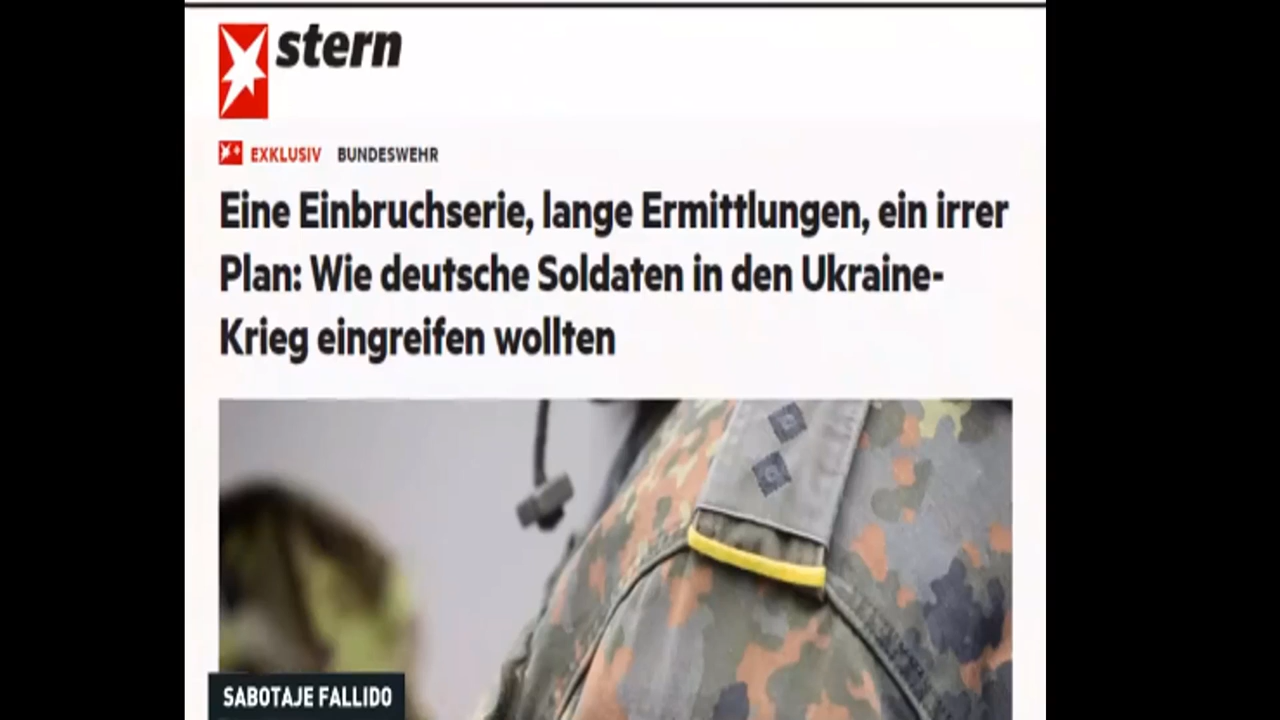 stern
EXKLUSIV BUNDESWEHR
Eine Einbruchserie, lange Ermittlungen, ein irrer
Plan: Wie deutsche Soldaten in den Ukraine-
Krieg eingreifen wollten
SABOTAJE FALLIDO